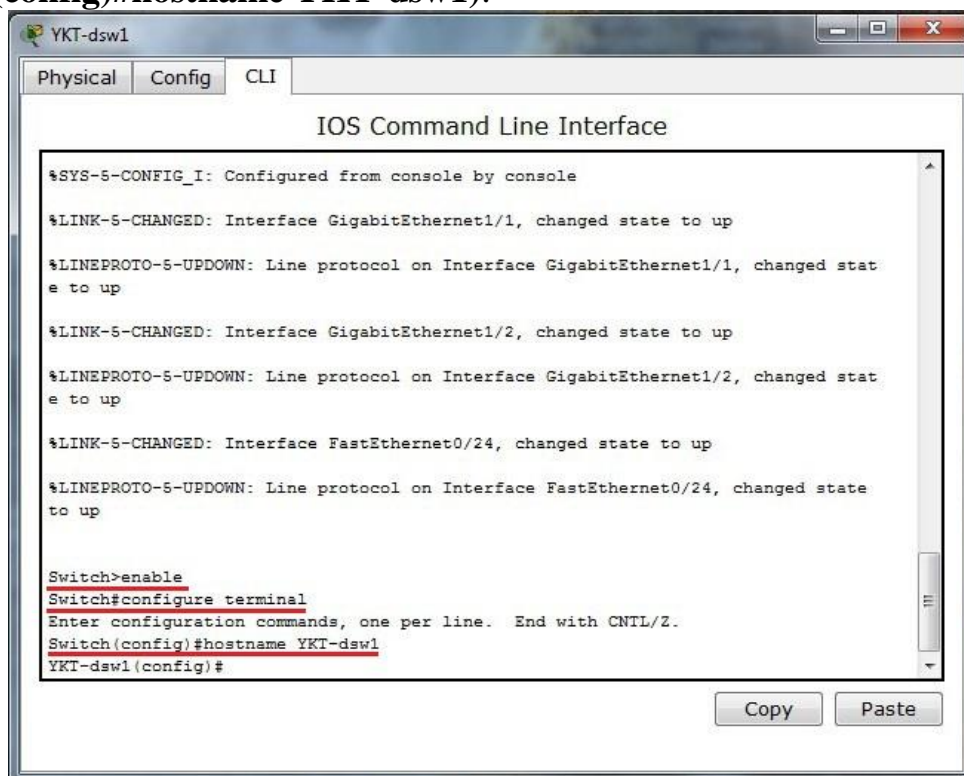 (config)#hostname YKT-dsw1).
YKT-dsw1
Physical Config CLI
IOS Command Line Interface
%SYS-5-CONFIG_I: Configured from console by console
%LINK-5-CHANGED: Interface GigabitEthernet1/1, changed state to up
%LINEPROTO-5-UPDOWN: Line protocol on Interface GigabitEthernet1/1, changed stat
e to up
%LINK-5-CHANGED: Interface GigabitEthernet1/2, changed state to up
%LINEPROTO-5-UPDOWN: Line protocol on Interface GigabitEthernet1/2, changed stat
e to up
%LINK-5-CHANGED: Interface FastEthernet0/24, changed state to up
%LINEPROTO-5-UPDOWN: Line protocol on Interface FastEthernet0/24, changed state
to up
Switch>enable
Switch#configure terminal
Enter configuration commands, one per line.  End with CNTL/Z.
Switch(config)#hostname YKT-dsw1
YKT-dsw1(config)#
Copy Paste